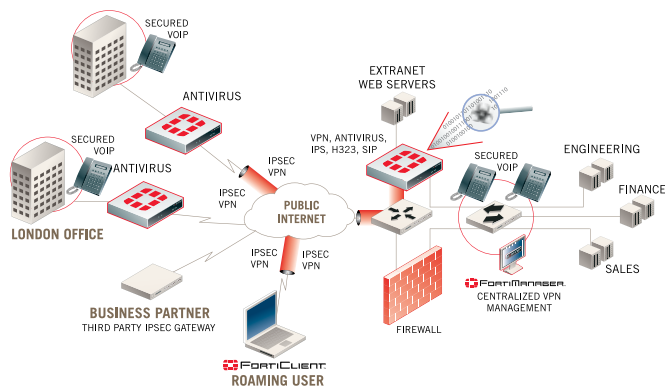 SECURED
VOIP
ANTIVIRUS
SECURED
VOIP
ANTIVIRUS
LONDON OFFICE
IPSEC
VPN
IPSEC
VPN
PUBLIC
INTERNET
IPSEC
VPN
IPSEC
VPN
BUSINESS PARTNER
THIRD PARTY IPSEC GATEWAY
FORTICLIENT
ROAMING USER
EXTRANET
WEB SERVERS
VPN, ANTIVIRUS,
IPS, H323, SIP
SECURED
VOIP
ENGINEERING
FINANCE
SALES
FORTIMANAGER
CENTRALIZED VPN
MANAGEMENT
FIREWALL